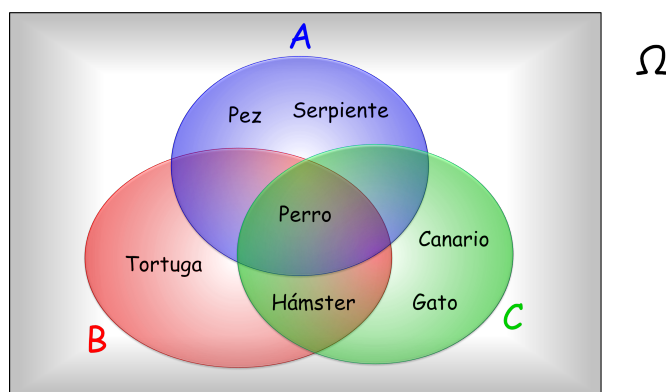 A
Ω
Pez Serpiente
Perro
Canario
Tortuga
Hámster Gato
C
B